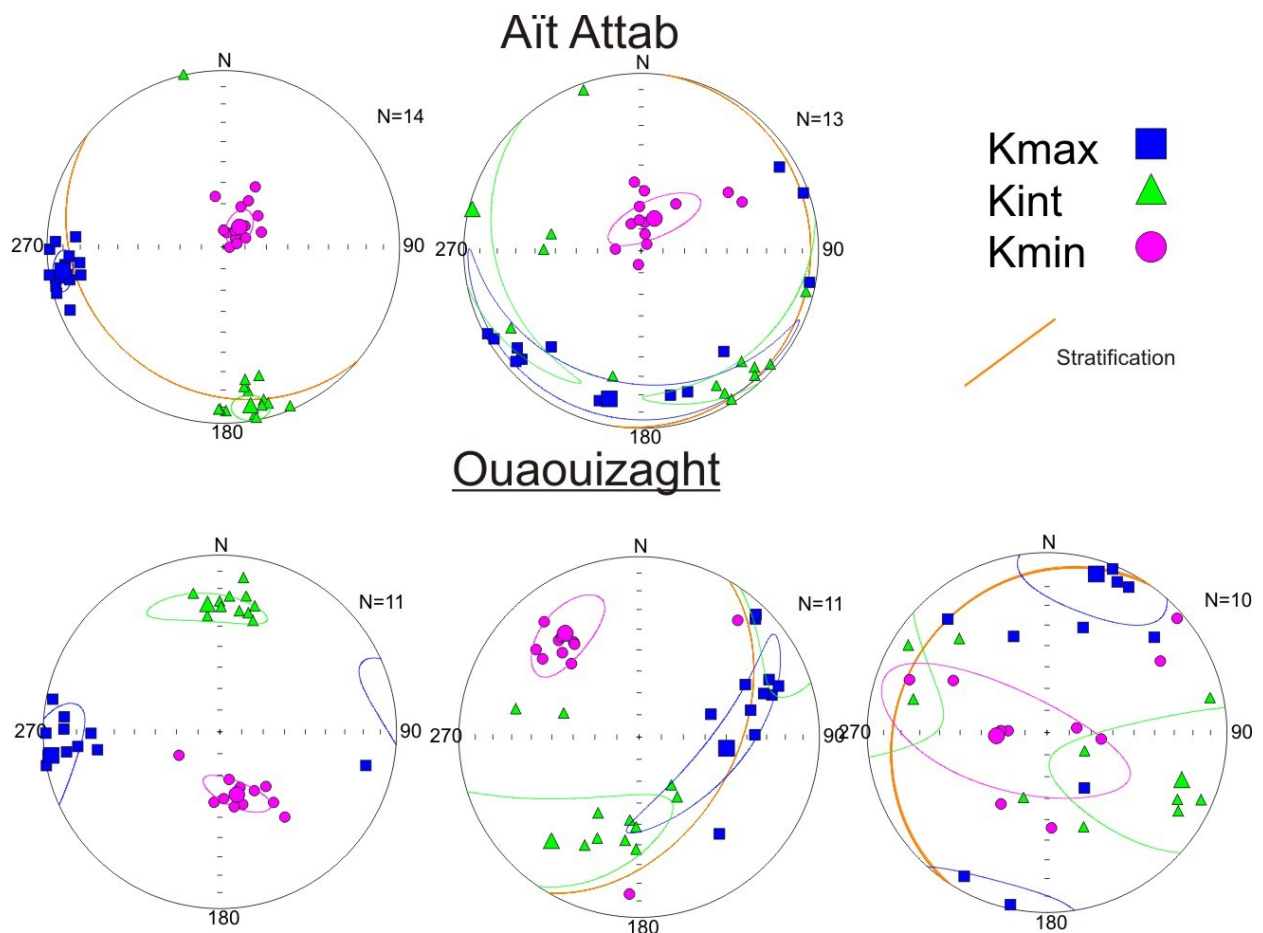 Aït Attab
N
N=14
270
90
180
N
N=13
270
90
180
Kmax
Kint
Kmin
Stratification
Ouaouizaght
N
N=11
270
90
180
N
N=11
270
90
180
N
N=10
270
90
180